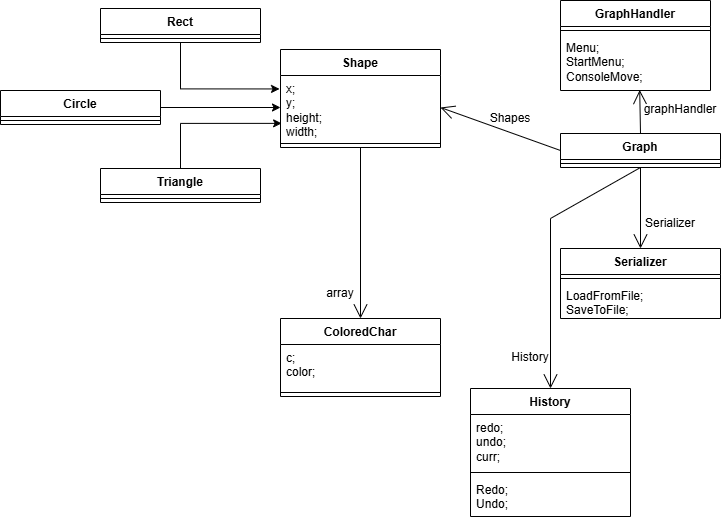 Rect
GraphHandler
Menu;
StartMenu;
ConsoleMove;
Shape
x;
y;
height;
width;
Circle
graphHandler
Shapes
Graph
Triangle
Serializer
Serializer
LoadFromFile;
SaveToFile;
array
ColoredChar
c;
color;
History
History
redo;
undo;
curr;
Redo;
Undo;